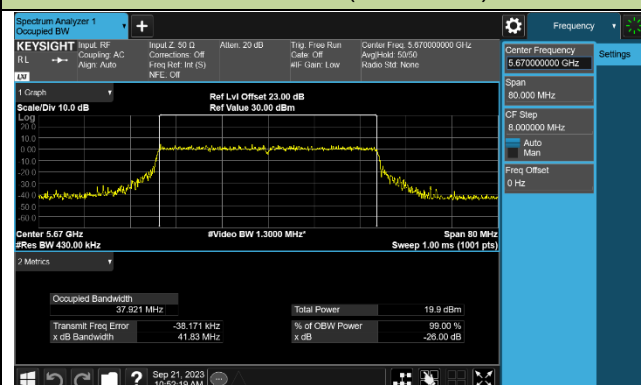 Spectrum Analyzer 1
Occupied BW
+
Frequency
KEYSIGHT
RL
LXI
Input: RF
Coupling: AC
Align: Auto
Input Z: 50 Ω
Corrections: Off
Freq Ref: Int (S)
NFE: Off
Atten: 20 dB
Trig: Free Run
Gate: Off
#IF Gain: Low
Center Freq: 5.670000000 GHz
Avg|Hold: 50/50
Radio Std: None
Center Frequency
5.670000000 GHz
Settings
Span
80.000 MHz
CF Step
8.000000 MHz
Auto
Man
Freq Offset
0 Hz
1 Graph
Scale/Div 10.0 dB
Ref Lvl Offset 23.00 dB
Ref Value 30.00 dBm
Log
20.0
10.0
0.00
-10.0
-20.0
-30.0
-40.0
-50.0
-60.0
Center 5.67 GHz
#Res BW 430.00 kHz
#Video BW 1.3000 MHz*
Span 80 MHz
Sweep 1.00 ms (1001 pts)
2 Metrics
Occupied Bandwidth
37.921 MHz
Total Power 19.9 dBm
Transmit Freq Error -38.171 kHz
% of OBW Power 99.00 %
x dB Bandwidth 41.83 MHz
x dB -26.00 dB
?
Sep 21, 2023
10:52:19 AM